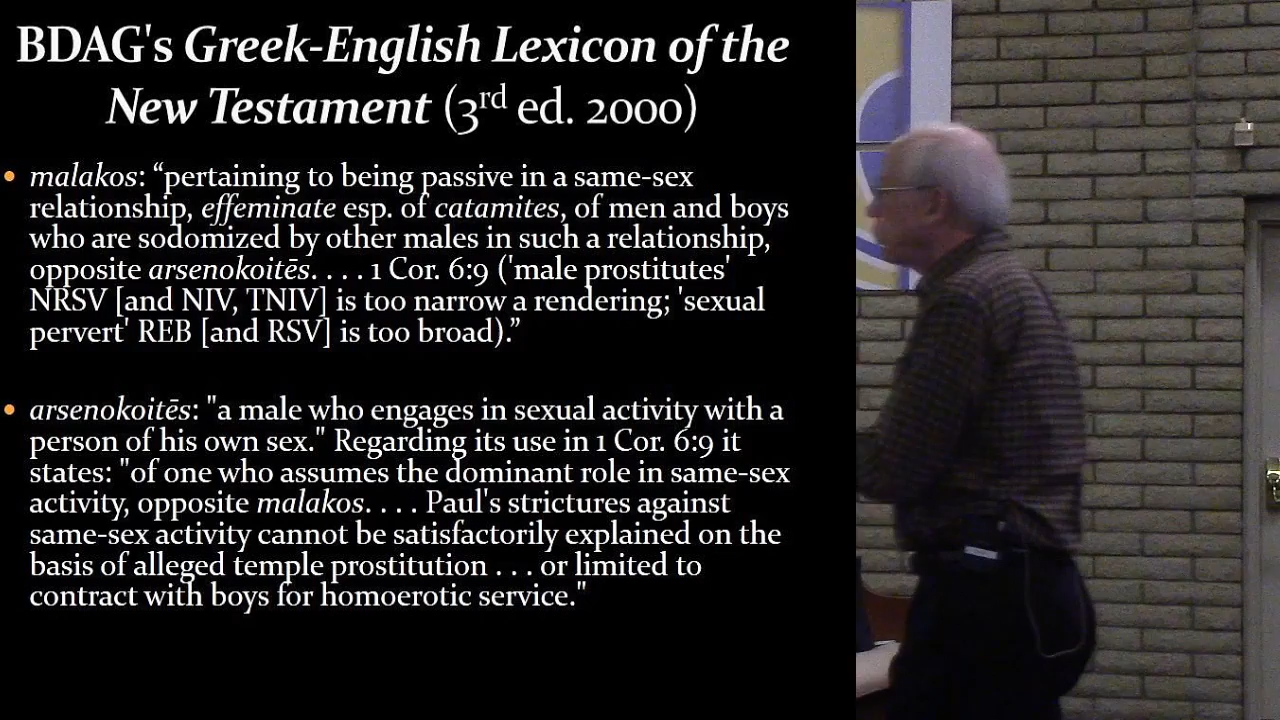 BDAG's Greek-English Lexicon of the
New Testament (3rd ed. 2000)
• malakos: “pertaining to being passive in a same-sex
relationship, effeminate esp. of catamites, of men and boys
who are sodomized by other males in such a relationship,
opposite arsenokoitēs. . . . 1 Cor. 6:9 ('male prostitutes'
NRSV [and NIV, TNIV] is too narrow a rendering; 'sexual
pervert' REB [and RSV] is too broad).”
• arsenokoitēs: "a male who engages in sexual activity with a
person of his own sex." Regarding its use in 1 Cor. 6:9 it
states: "of one who assumes the dominant role in same-sex
activity, opposite malakos. . . . Paul's strictures against
same-sex activity cannot be satisfactorily explained on the
basis of alleged temple prostitution . . . or limited to
contract with boys for homoerotic service."